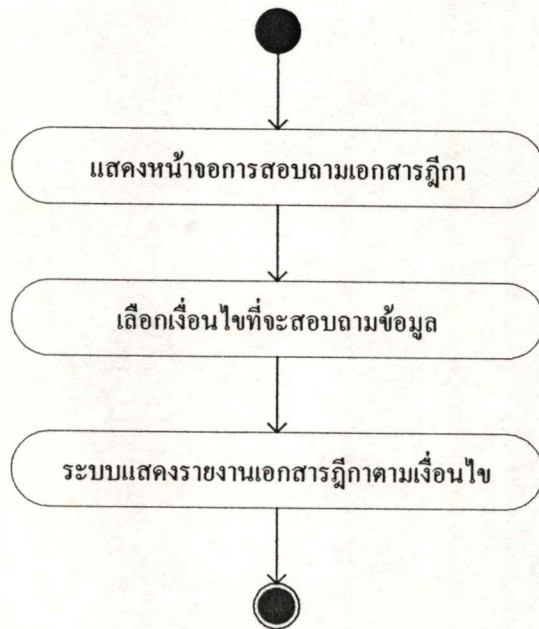 แสดงหน้าจอการสอบถามเอกสารฎีกา
เลือกเงื่อนไขที่จะสอบถามข้อมูล
ระบบแสดงรายงานเอกสารฎีกาตามเงื่อนไข